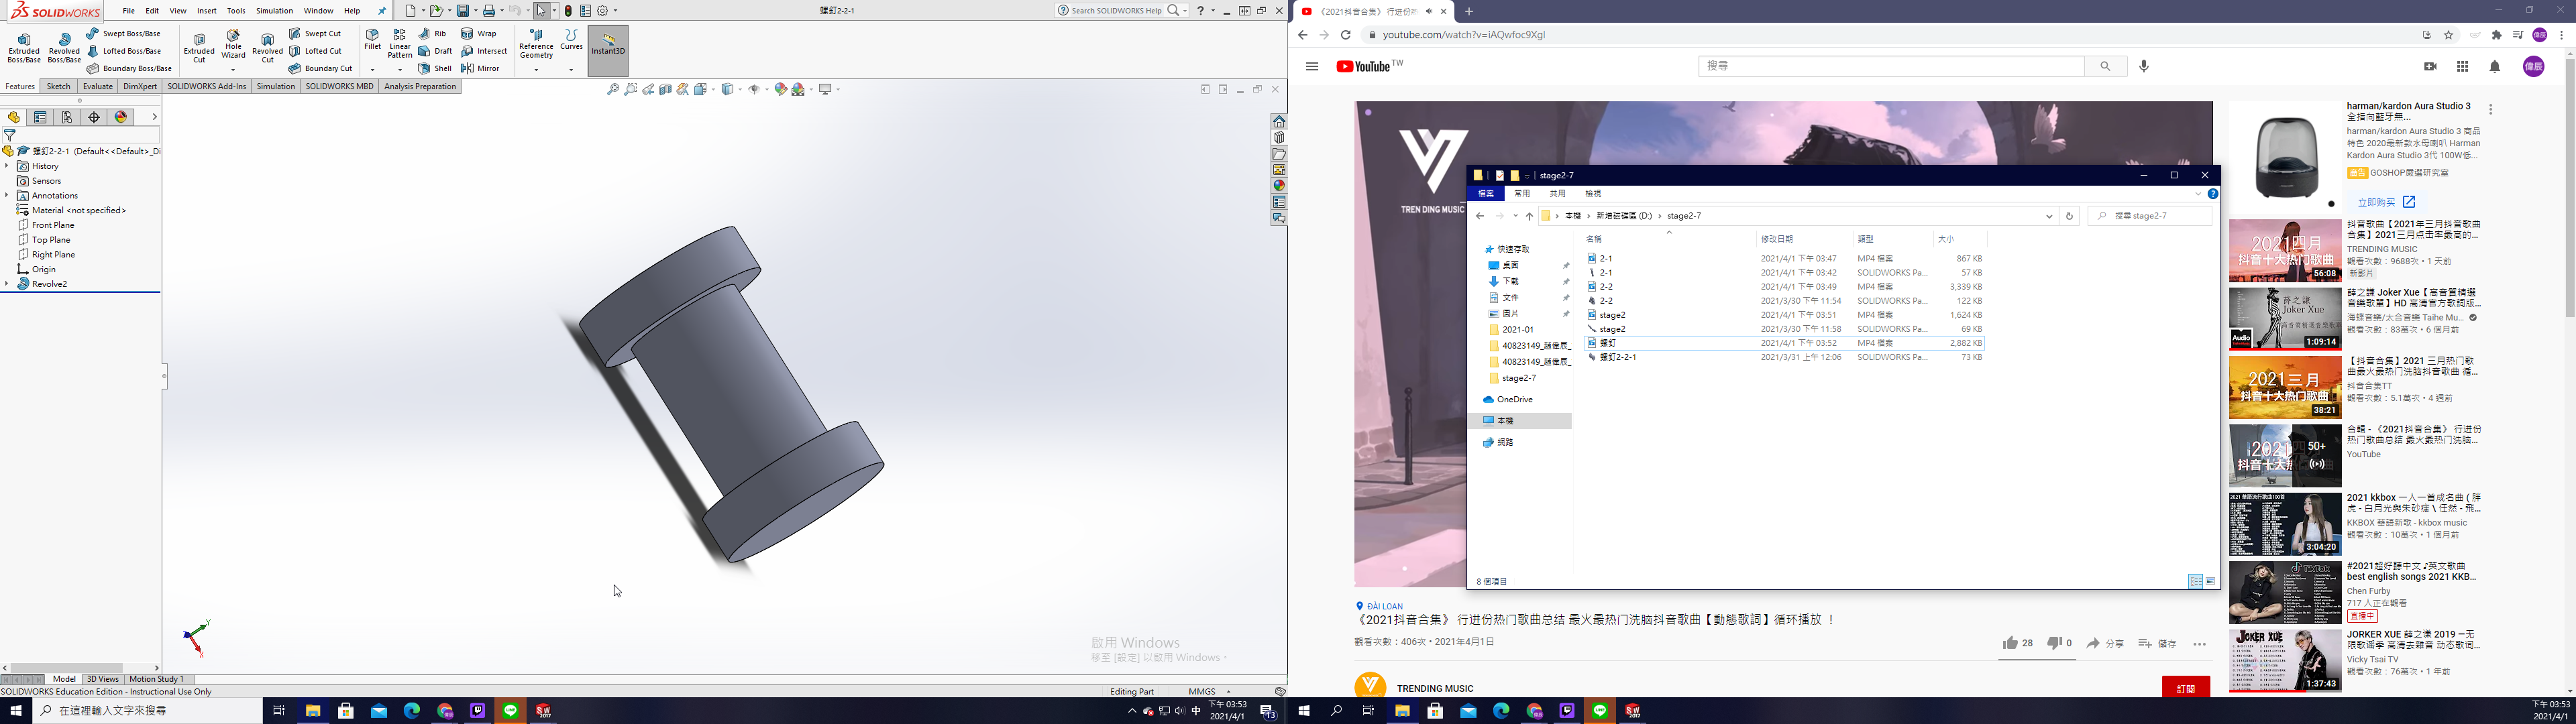 SOLIDWORKS File Edit View Insert Tools Simulation Window Help 螺釘2-2-1 Search SOLIDWORKS Help
Extruded Boss/Base Revolved Boss/Base Swept Boss/Base Lofted Boss/Base Boundary Boss/Base Extruded Cut Hole Wizard Revolved Cut Swept Cut Lofted Cut Boundary Cut Fillet Linear Pattern Rib Draft Shell Wrap Intersect Mirror Reference Geometry Curves Instant3D
Features Sketch Evaluate DimXpert SOLIDWORKS Add-Ins Simulation SOLIDWORKS MBD Analysis Preparation
螺釘2-2-1 (Default<<Default>_Di
History
Sensors
Annotations
Material <not specified>
Front Plane
Top Plane
Right Plane
Origin
Revolve2
Y
X
啟用 Windows
移至 [設定] 以啟用 Windows。
Model 3D Views Motion Study 1
SOLIDWORKS Education Edition - Instructional Use Only Editing Part MMGS
在這裡輸入文字來搜尋
中 下午 03:53
2021/4/1
13
《2021抖音合集》 行进份热
youtube.com/watch?v=iAQwfoc9XgI
YouTube TW
搜尋
偉辰
TRENDING MUSIC
stage2-7
檔案 常用 共用 檢視
本機 新增磁碟區 (D:) stage2-7
搜尋 stage2-7
名稱 修改日期 類型 大小
2-1 2021/4/1 下午 03:47 MP4 檔案 867 KB
2-1 2021/4/1 下午 03:42 SOLIDWORKS Pa... 57 KB
2-2 2021/4/1 下午 03:49 MP4 檔案 3,339 KB
2-2 2021/3/30 下午 11:54 SOLIDWORKS Pa... 122 KB
stage2 2021/4/1 下午 03:51 MP4 檔案 1,624 KB
stage2 2021/3/30 下午 11:58 SOLIDWORKS Pa... 69 KB
螺釘 2021/4/1 下午 03:52 MP4 檔案 2,882 KB
螺釘2-2-1 2021/3/31 上午 12:06 SOLIDWORKS Pa... 73 KB
快速存取
桌面
下載
文件
圖片
2021-01
40823149_趙偉辰_
40823149_趙偉辰_
stage2-7
OneDrive
本機
網路
8 個項目
ĐÀI LOAN
《2021抖音合集》 行进份热门歌曲总结 最火最热门洗脑抖音歌曲【動態歌詞】循环播放 ！
觀看次數：406次・2021年4月1日
28 0 分享 儲存
TRENDING MUSIC
訂閱
harman/kardon Aura Studio 3
全指向藍牙無...
harman/kardon Aura Studio 3 商品
特色 2020最新款水母喇叭 Harman
Kardon Aura Studio 3代 100W低...
廣告 GOSHOP嚴選研究室
立即购买
2021四月
抖音十大热门歌曲
56:08
抖音歌曲【2021年三月抖音歌曲
合集】2021三月点击率最高的...
TRENDING MUSIC
觀看次數：9688次・1 天前
新影片
Audio
1:09:14
薛之謙 Joker Xue【高音質精選
音樂歌單】HD 高清官方歌詞版...
海蝶音樂/太合音樂 Taihe Mu...
觀看次數：83萬次・6 個月前
2021三月
抖音十大热门歌曲
38:21
【抖音合集】2021 三月热门歌
曲最火最热门洗脑抖音歌曲 循...
抖音合集TT
觀看次數：5.1萬次・4 週前
2021四
抖音十大热门歌曲
50+
合輯 - 《2021抖音合集》 行进份
热门歌曲总结 最火最热门洗脑...
YouTube
3:04:20
2021 kkbox 一人一首成名曲 ( 胖
虎 - 白月光與朱砂痣 \ 任然 - 飛...
KKBOX 華語新歌 - kkbox music
觀看次數：10萬次・1 個月前
TikTok
#2021超好聽中文♪英文歌曲
best english songs 2021 KKB...
Chen Furby
717 人正在觀看
直播中
JOKER XUE
1:37:43
JORKER XUE 薛之谦 2019 —无
限歌谣季 高清去雜音 动态歌词...
Vicky Tsai TV
觀看次數：76萬次・1 年前
下午 03:53
2021/4/1